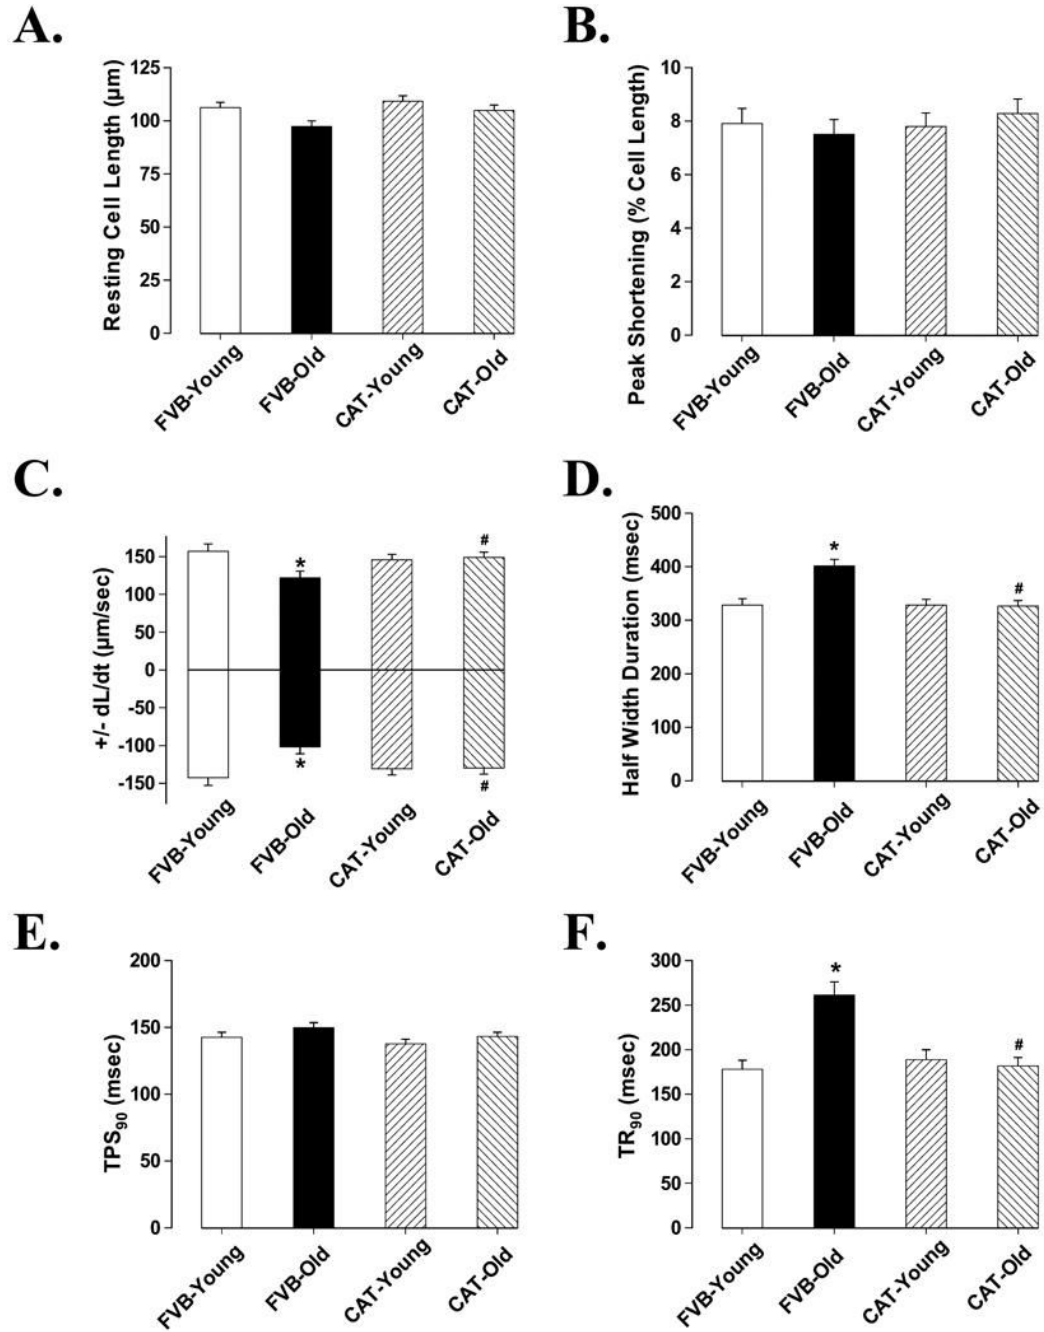 A.
Resting Cell Length (µm)
125
100
75
50
25
0
FVB-Young
FVB-Old
CAT-Young
CAT-Old
B.
Peak Shortening (% Cell Length)
10
8
6
4
2
0
FVB-Young
FVB-Old
CAT-Young
CAT-Old
C.
+/- dL/dt (µm/sec)
150
100
50
0
-50
-100
-150
*
#
*
#
FVB-Young
FVB-Old
CAT-Young
CAT-Old
D.
Half Width Duration (msec)
500
400
300
200
100
0
*
#
FVB-Young
FVB-Old
CAT-Young
CAT-Old
E.
TPS90 (msec)
200
150
100
50
0
FVB-Young
FVB-Old
CAT-Young
CAT-Old
F.
TR90 (msec)
300
250
200
150
100
50
0
*
#
FVB-Young
FVB-Old
CAT-Young
CAT-Old